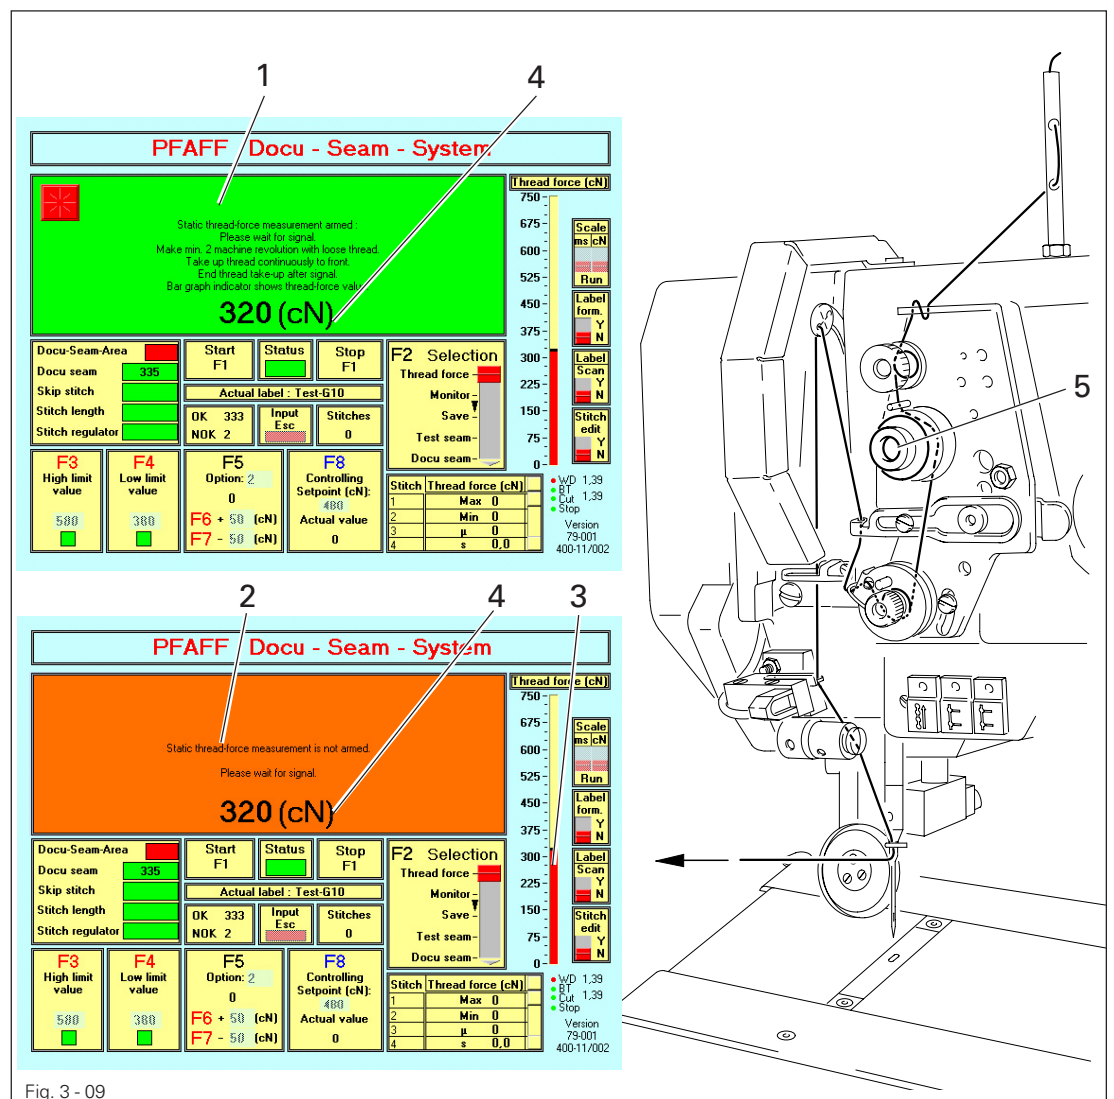 1
4
PFAFF Docu - Seam - System
Static thread-force measurement armed :
Please wait for signal.
Make min. 2 machine revolution with loose thread.
Take up thread continuously to front.
End thread take-up after signal.
Bar graph indicator shows thread-force valu
320 (cN)
Thread force (cN)
750
675
600
525
450
375
300
225
150
75
0
Scale
ms cN
Run
Label
form.
Y
N
Label
Scan
Y
N
Stitch
edit
Y
N
Docu-Seam-Area
Docu seam 335
Skip stitch
Stitch length
Stitch regulator
Start
F1
Status
Stop
F1
Actual label : Test-G10
OK 333
NOK 2
Input
Esc
Stitches
0
F2 Selection
Thread force
Monitor
Save
Test seam
Docu seam
F3
High limit
value
580
F4
Low limit
value
380
F5
Option: 2
0
F6 + 50 (cN)
F7 - 50 (cN)
F8
Controlling
Setpoint (cN):
480
Actual value
0
Stitch Thread force (cN)
1 Max 0
2 Min 0
3 µ 0
4 s 0,0
WD 1,39
BT
Cut 1,39
Stop
Version
79-001
400-11/002
5
2
4
3
PFAFF Docu - Seam - System
Static thread-force measurement is not armed.
Please wait for signal.
320 (cN)
Thread force (cN)
750
675
600
525
450
375
300
225
150
75
0
Scale
ms cN
Run
Label
form.
Y
N
Label
Scan
Y
N
Stitch
edit
Y
N
Docu-Seam-Area
Docu seam 335
Skip stitch
Stitch length
Stitch regulator
Start
F1
Status
Stop
F1
Actual label : Test-G10
OK 333
NOK 2
Input
Esc
Stitches
0
F2 Selection
Thread force
Monitor
Save
Test seam
Docu seam
F3
High limit
value
580
F4
Low limit
value
380
F5
Option: 2
0
F6 + 50 (cN)
F7 - 50 (cN)
F8
Controlling
Setpoint (cN):
480
Actual value
0
Stitch Thread force (cN)
1 Max 0
2 Min 0
3 µ 0
4 s 0,0
WD 1,39
BT
Cut 1,39
Stop
Version
79-001
400-11/002
Fig. 3 - 09